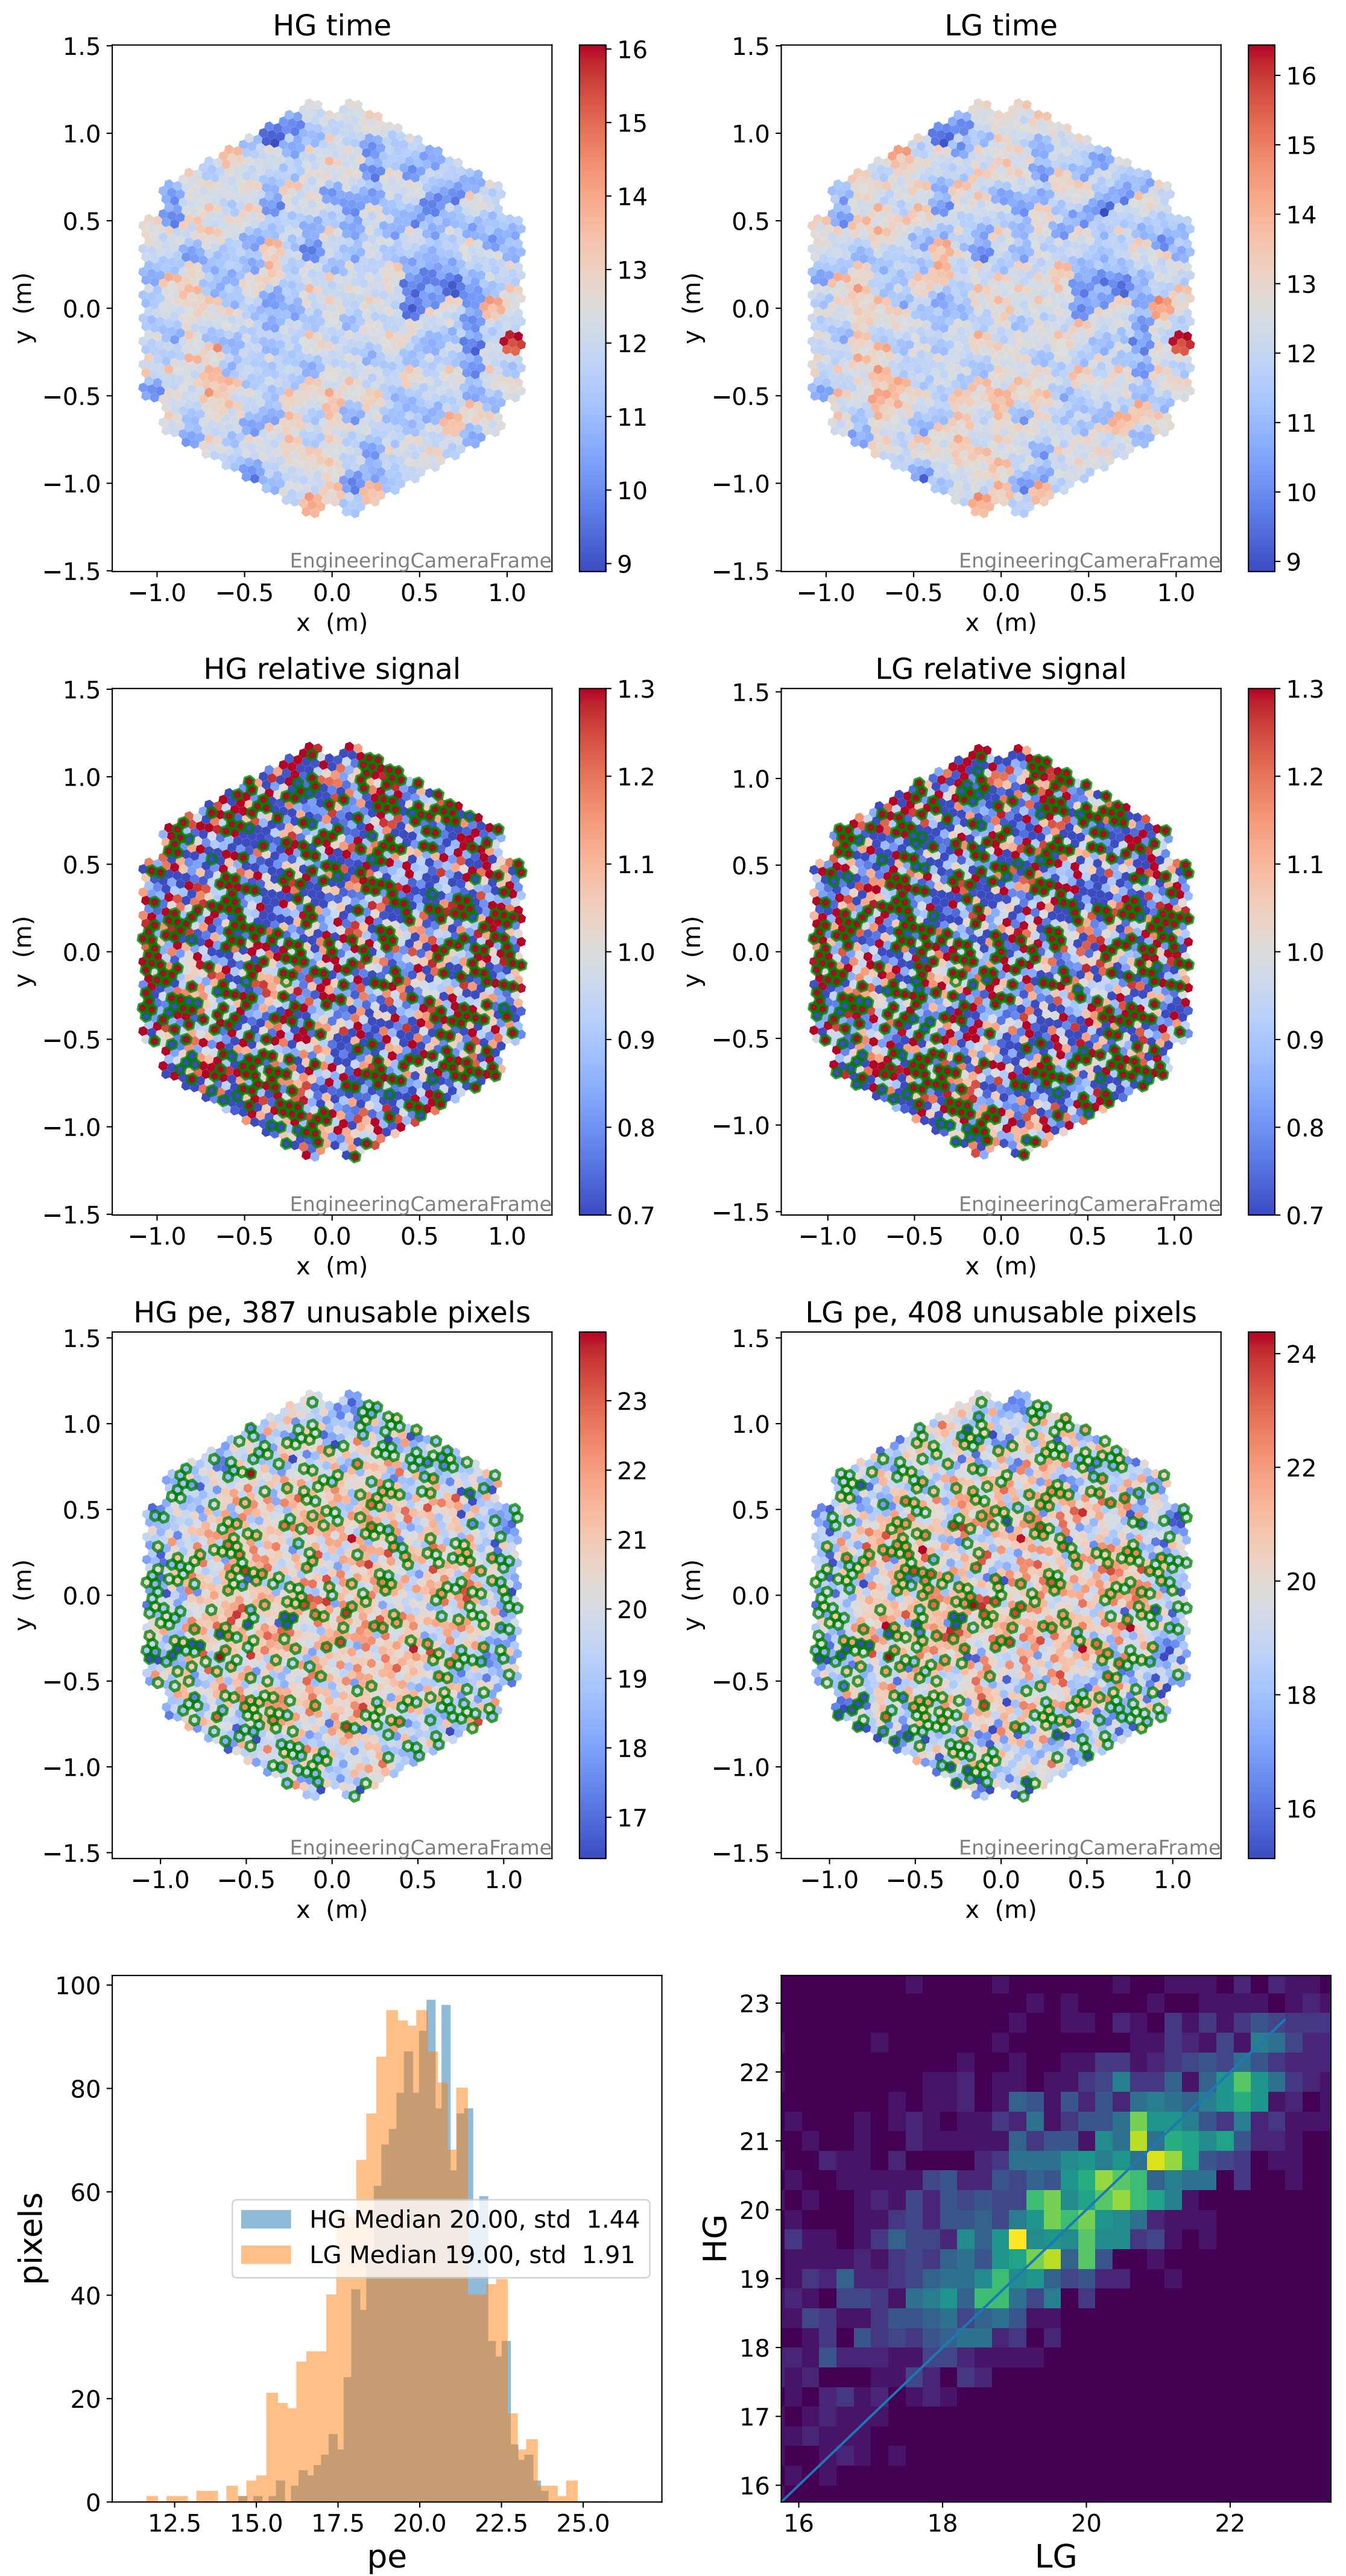 HG time
LG time
1.5
1.0
0.5
0.0
−0.5
−1.0
−1.5
y (m)
−1.0 −0.5 0.0 0.5 1.0
x (m)
EngineeringCameraFrame
16
15
14
13
12
11
10
9
1.5
1.0
0.5
0.0
−0.5
−1.0
−1.5
y (m)
−1.0 −0.5 0.0 0.5 1.0
x (m)
EngineeringCameraFrame
16
15
14
13
12
11
10
9
HG relative signal
LG relative signal
1.5
1.0
0.5
0.0
−0.5
−1.0
−1.5
y (m)
−1.0 −0.5 0.0 0.5 1.0
x (m)
EngineeringCameraFrame
1.3
1.2
1.1
1.0
0.9
0.8
0.7
1.5
1.0
0.5
0.0
−0.5
−1.0
−1.5
y (m)
−1.0 −0.5 0.0 0.5 1.0
x (m)
EngineeringCameraFrame
1.3
1.2
1.1
1.0
0.9
0.8
0.7
HG pe, 387 unusable pixels
LG pe, 408 unusable pixels
1.5
1.0
0.5
0.0
−0.5
−1.0
−1.5
y (m)
−1.0 −0.5 0.0 0.5 1.0
x (m)
EngineeringCameraFrame
23
22
21
20
19
18
17
1.5
1.0
0.5
0.0
−0.5
−1.0
−1.5
y (m)
−1.0 −0.5 0.0 0.5 1.0
x (m)
EngineeringCameraFrame
24
22
20
18
16
100
80
60
40
20
0
pixels
HG Median 20.00, std 1.44
LG Median 19.00, std 1.91
12.5 15.0 17.5 20.0 22.5 25.0
pe
23
22
21
20
19
18
17
16
HG
16 18 20 22
LG